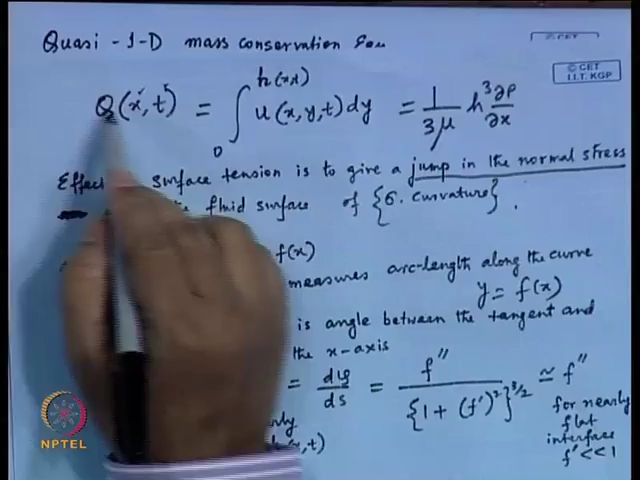 Quasi - 1-D mass conservation
© CET
© CET
I.I.T. KGP
Q(x, t) = ∫₀^{h(x,t)} u(x, y, t) dy = 1/3μ h³ ∂p/∂x
surface tension is to give a jump in the normal stress
fluid surface of {σ. curvature}.
f(x)
measures arc-length along the curve
y = f(x)
is angle between the tangent and
the x-axis
= dψ/ds = f''/{1 + (f')²}^{3/2} ≃ f''
for nearly
flat
interface
f' << 1
, t)
NPTEL